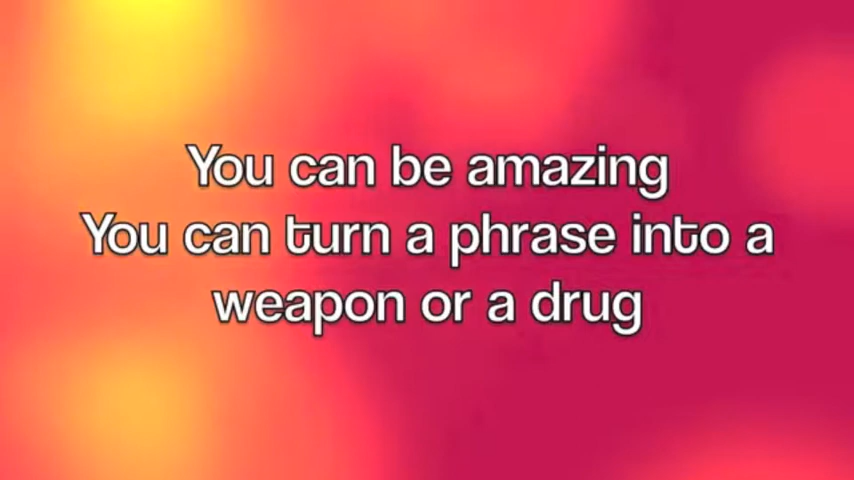 You can be amazing
You can turn a phrase into a
weapon or a drug